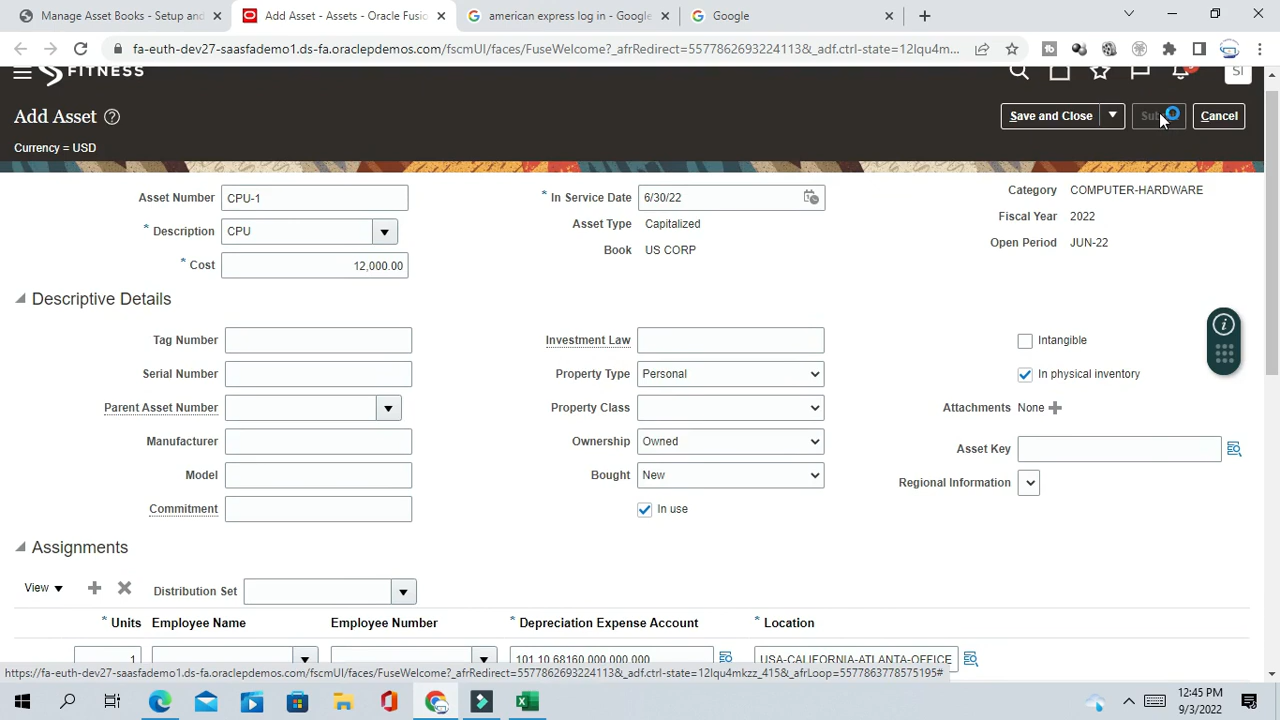 Manage Asset Books - Setup and
Add Asset - Assets - Oracle Fusi
american express log in - Google
Google
fa-euth-dev27-saasfademo1.ds-fa.oraclepdemos.com/fscmUI/faces/FuseWelcome?_afrRedirect=5577862693224113&_adf.ctrl-state=12lqu4m...
FITNESS
SI
Add Asset
Save and Close
Cancel
Currency = USD
Asset Number CPU-1
* In Service Date 6/30/22
Category COMPUTER-HARDWARE
* Description CPU
Asset Type Capitalized
Fiscal Year 2022
* Cost 12,000.00
Book US CORP
Open Period JUN-22
Descriptive Details
Tag Number
Investment Law
Intangible
Serial Number
Property Type Personal
In physical inventory
Parent Asset Number
Property Class
Attachments None
Manufacturer
Ownership Owned
Asset Key
Model
Bought New
Regional Information
Commitment
In use
Assignments
View
Distribution Set
* Units Employee Name Employee Number * Depreciation Expense Account * Location
1 101.10.68160.000.000.000 USA-CALIFORNIA-ATLANTA-OFFICE
https://fa-euth-dev27-saasfademo1.ds-fa.oraclepdemos.com/fscmUI/faces/FuseWelcome?_afrRedirect=5577862693224113&_adf.ctrl-state=12lqu4mkzz_415&_afrLoop=5577863778575195#
12:45 PM
9/3/2022